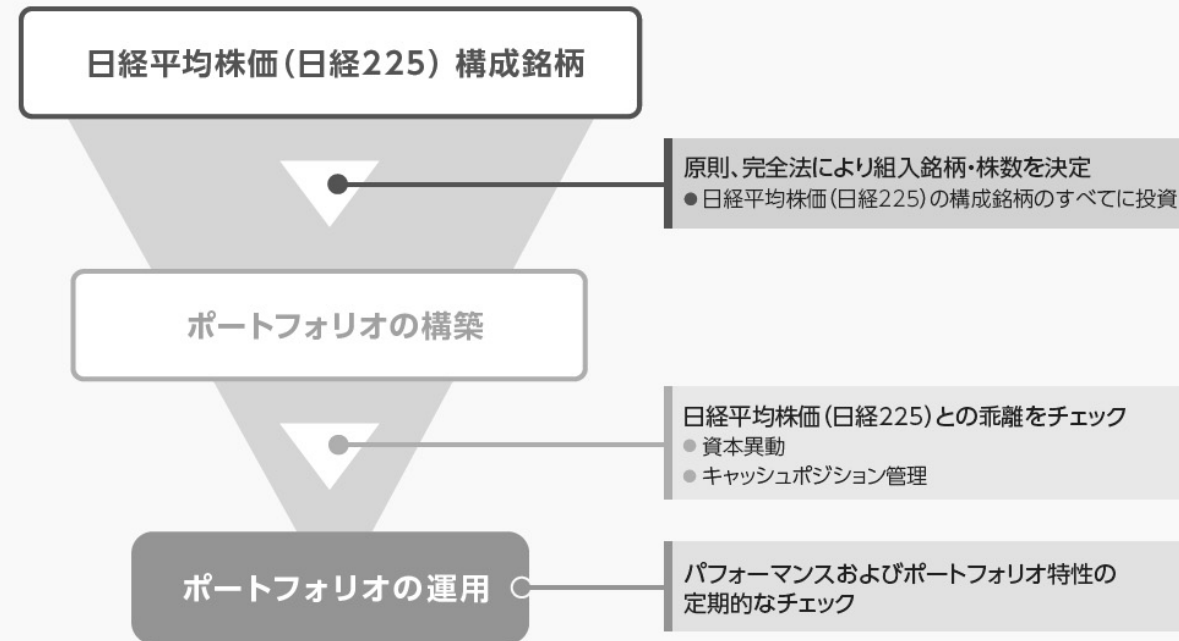 日経平均株価(日経225) 構成銘柄
原則、完全法により組入銘柄・株数を決定
● 日経平均株価(日経225)の構成銘柄のすべてに投資
ポートフォリオの構築
日経平均株価(日経225)との乖離をチェック
● 資本異動
● キャッシュポジション管理
ポートフォリオの運用
パフォーマンスおよびポートフォリオ特性の
定期的なチェック